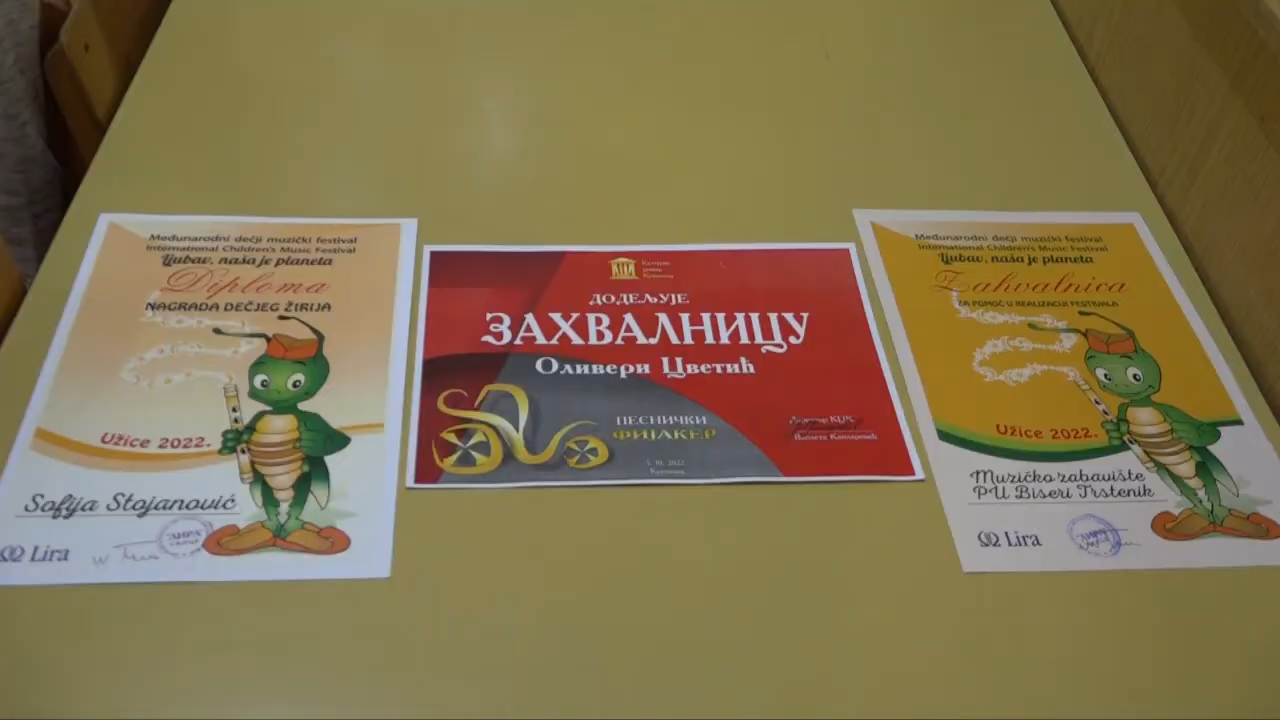 Međunarodni dečji muzički festival
International Children's Music Festival
Ljubav, naša je planeta
Diploma
NAGRADA DEČJEG ŽIRIJA
Užice 2022.
Sofija Stojanović
Lira
ДОДЕЉУЈЕ
ЗАХВАЛНИЦУ
Оливери Цветић
ПЕСНИЧКИ
ФИЈАКЕР
2022
Međunarodni dečji muzički festival
International Children's Music Festival
Ljubav, naša je planeta
Zahvalnica
ZA POMOĆ U REALIZACIJI FESTIVALA
Užice 2022.
Muzičko zabavište
PU Biseri Trstenik
Lira